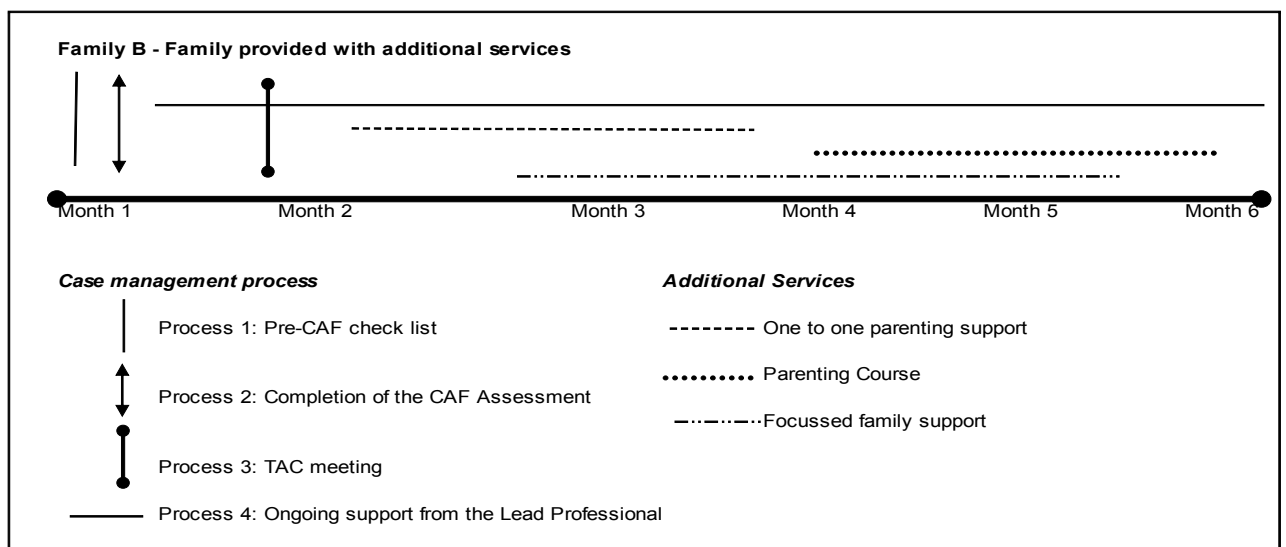 Family B - Family provided with additional services
Month 1 Month 2 Month 3 Month 4 Month 5 Month 6
Case management process
Process 1: Pre-CAF check list
Process 2: Completion of the CAF Assessment
Process 3: TAC meeting
Process 4: Ongoing support from the Lead Professional
Additional Services
One to one parenting support
Parenting Course
Focussed family support